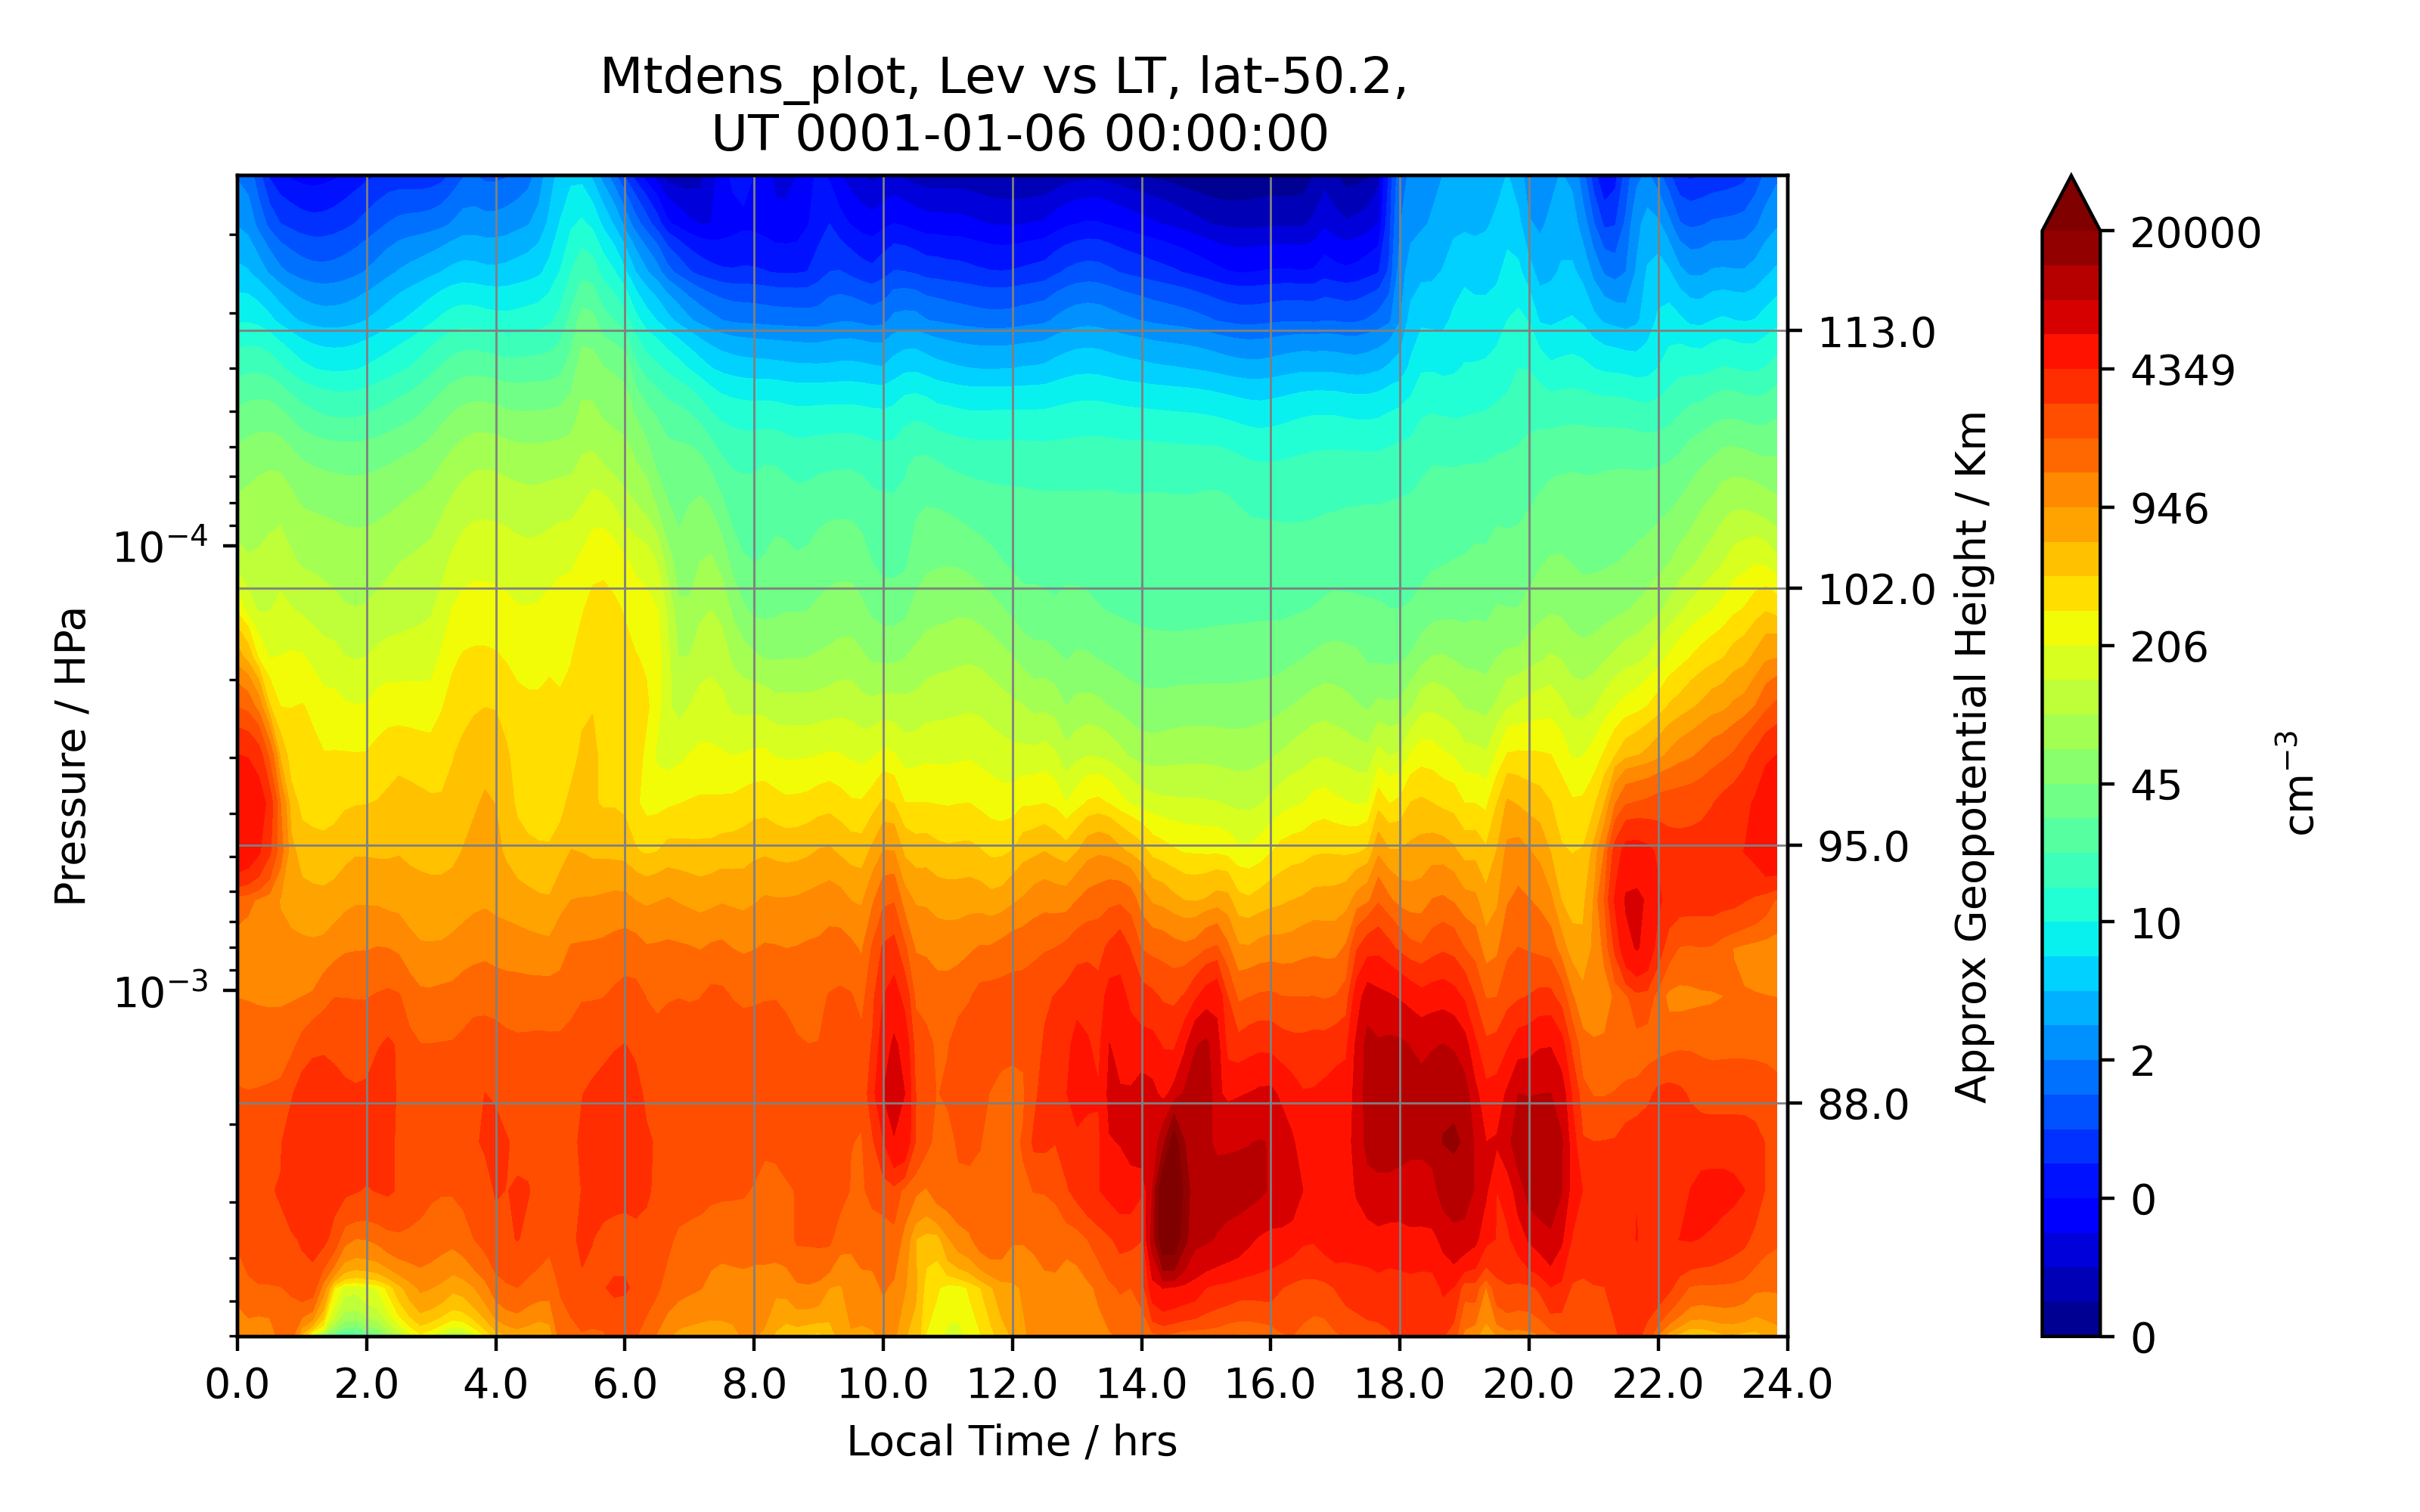 Mtdens_plot, Lev vs LT, lat-50.2,
UT 0001-01-06 00:00:00
Pressure / HPa
10⁻⁴
10⁻³
0.0 2.0 4.0 6.0 8.0 10.0 12.0 14.0 16.0 18.0 20.0 22.0 24.0
Local Time / hrs
113.0
102.0
95.0
88.0
Approx Geopotential Height / Km
20000
4349
946
206
45
10
2
0
0
cm⁻³